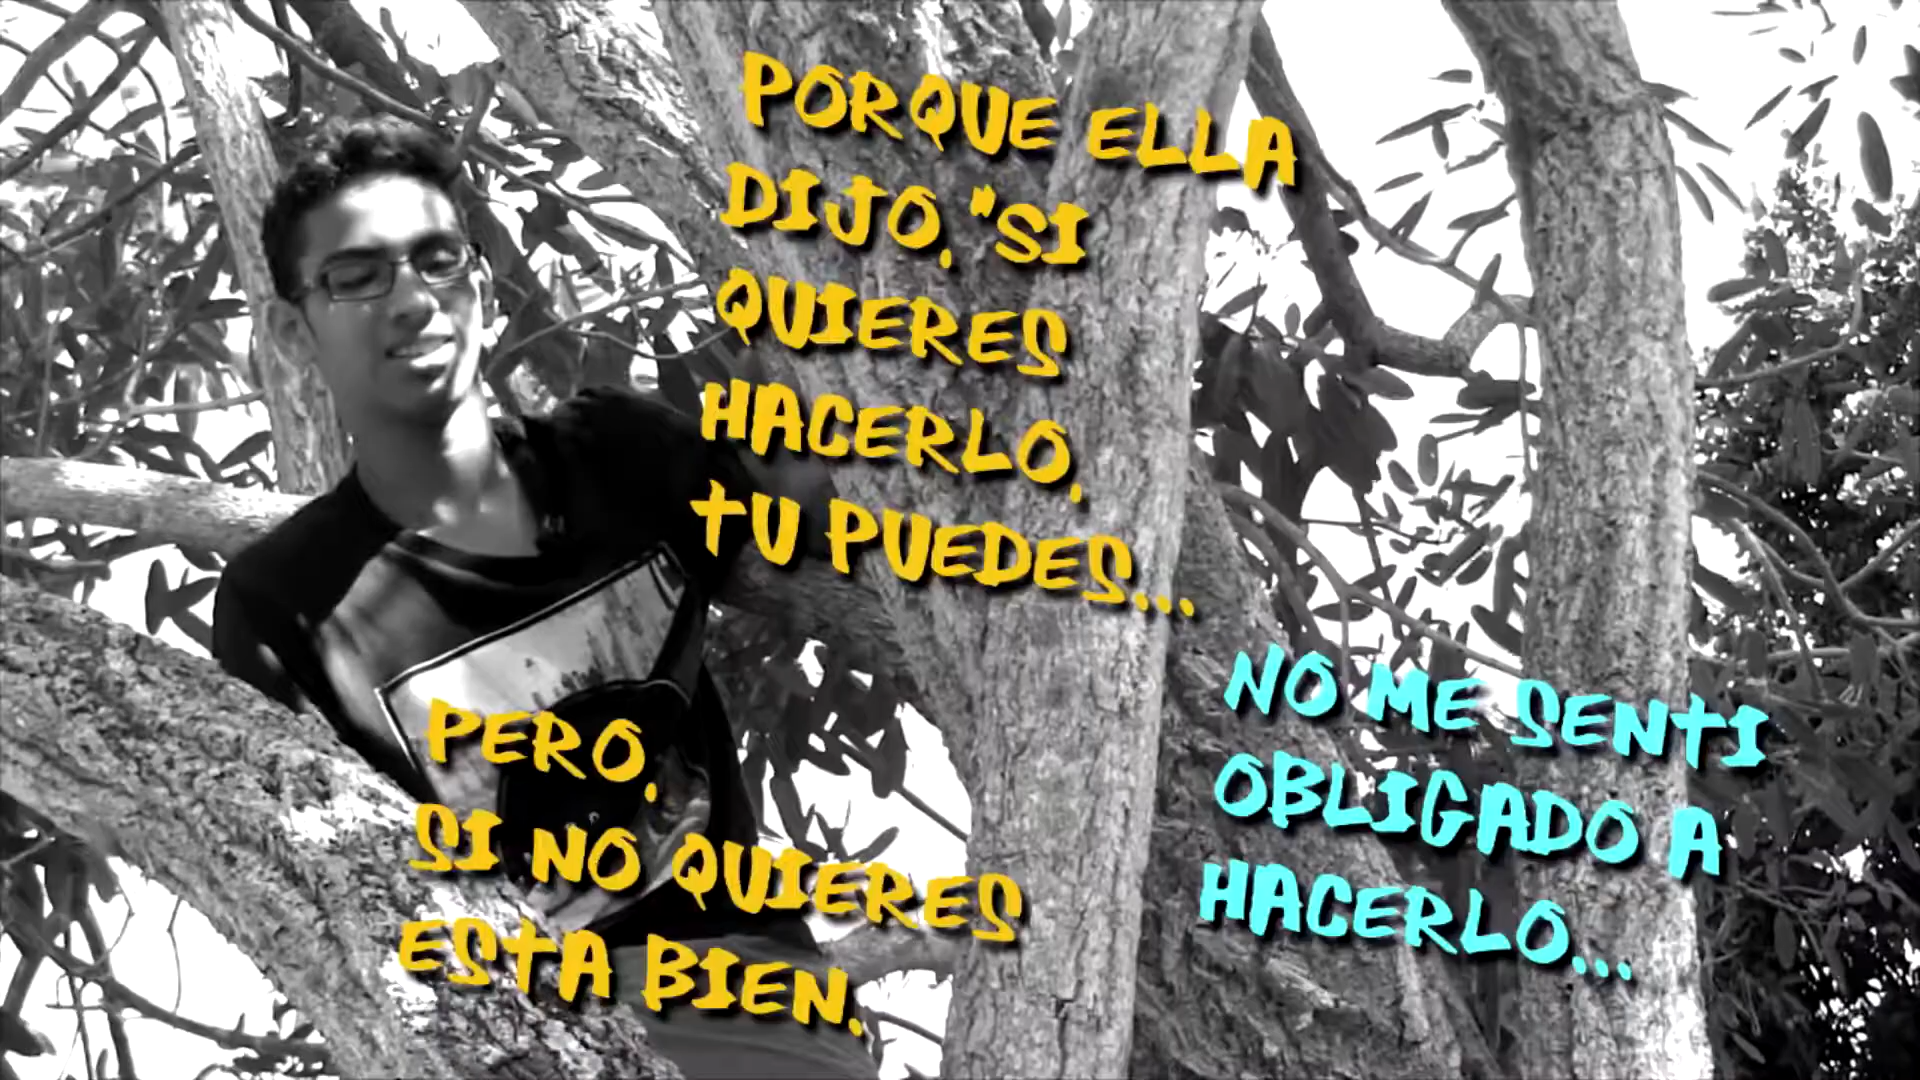 PORQUE ELLA
DIJO, "SI
QUIERES
HACERLO,
TU PUEDES...
PERO,
SI NO QUIERES
ESTA BIEN.
NO ME SENTI
OBLIGADO A
HACERLO...